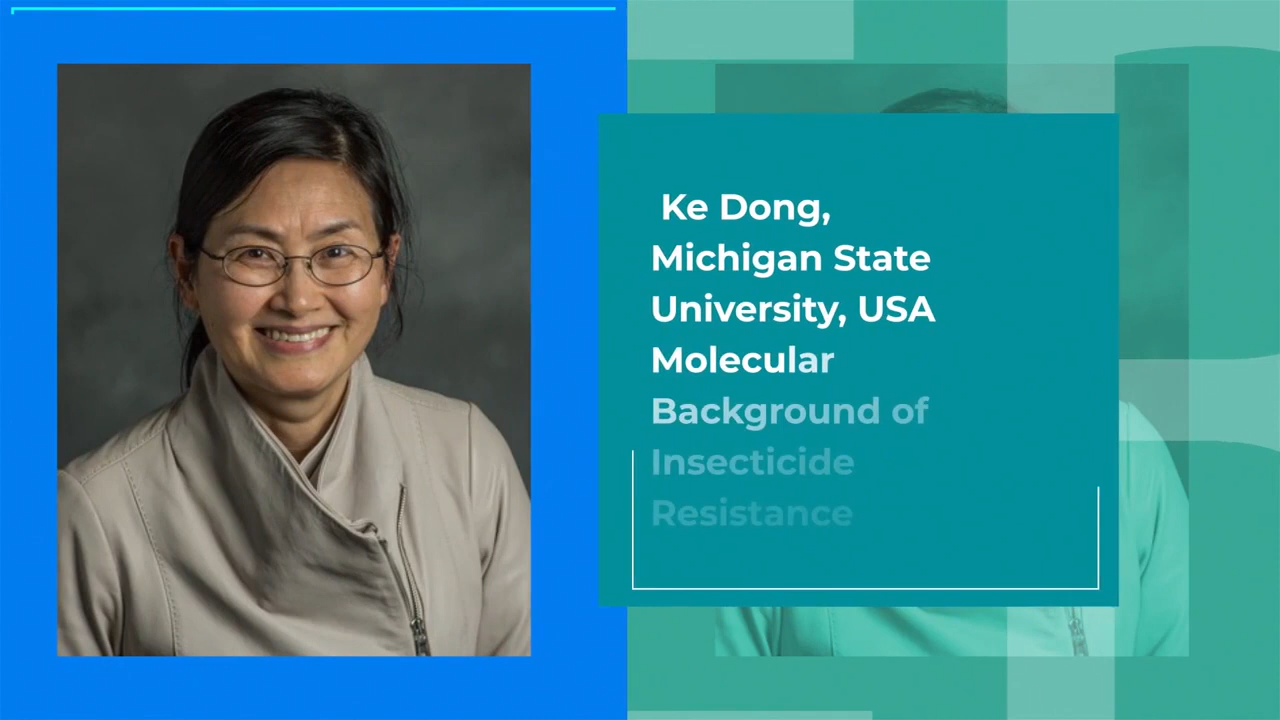 Ke Dong,
Michigan State
University, USA
Molecular
Background of
Insecticide
Resistance